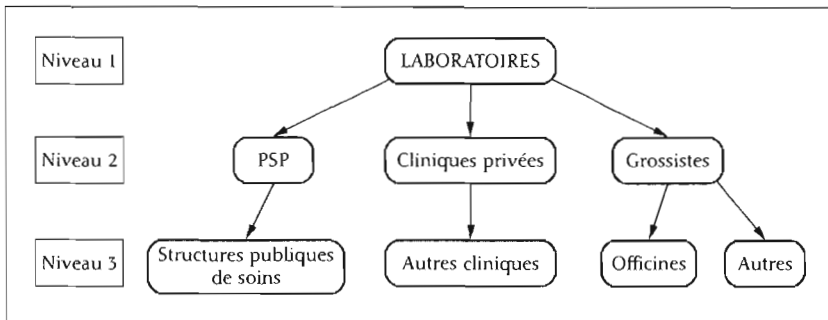 Niveau 1
LABORATOIRES
Niveau 2
PSP
Cliniques privées
Grossistes
Niveau 3
Structures publiques
de soins
Autres cliniques
Officines
Autres